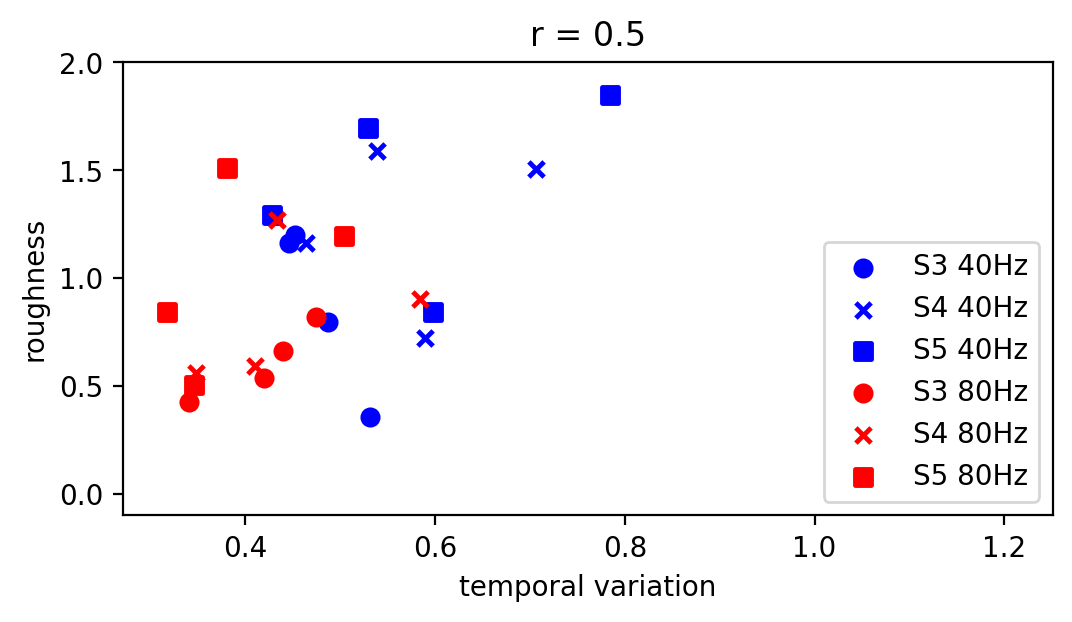 r = 0.5
2.0
1.5
1.0
0.5
0.0
roughness
S3 40Hz
S4 40Hz
S5 40Hz
S3 80Hz
S4 80Hz
S5 80Hz
0.4 0.6 0.8 1.0 1.2
temporal variation